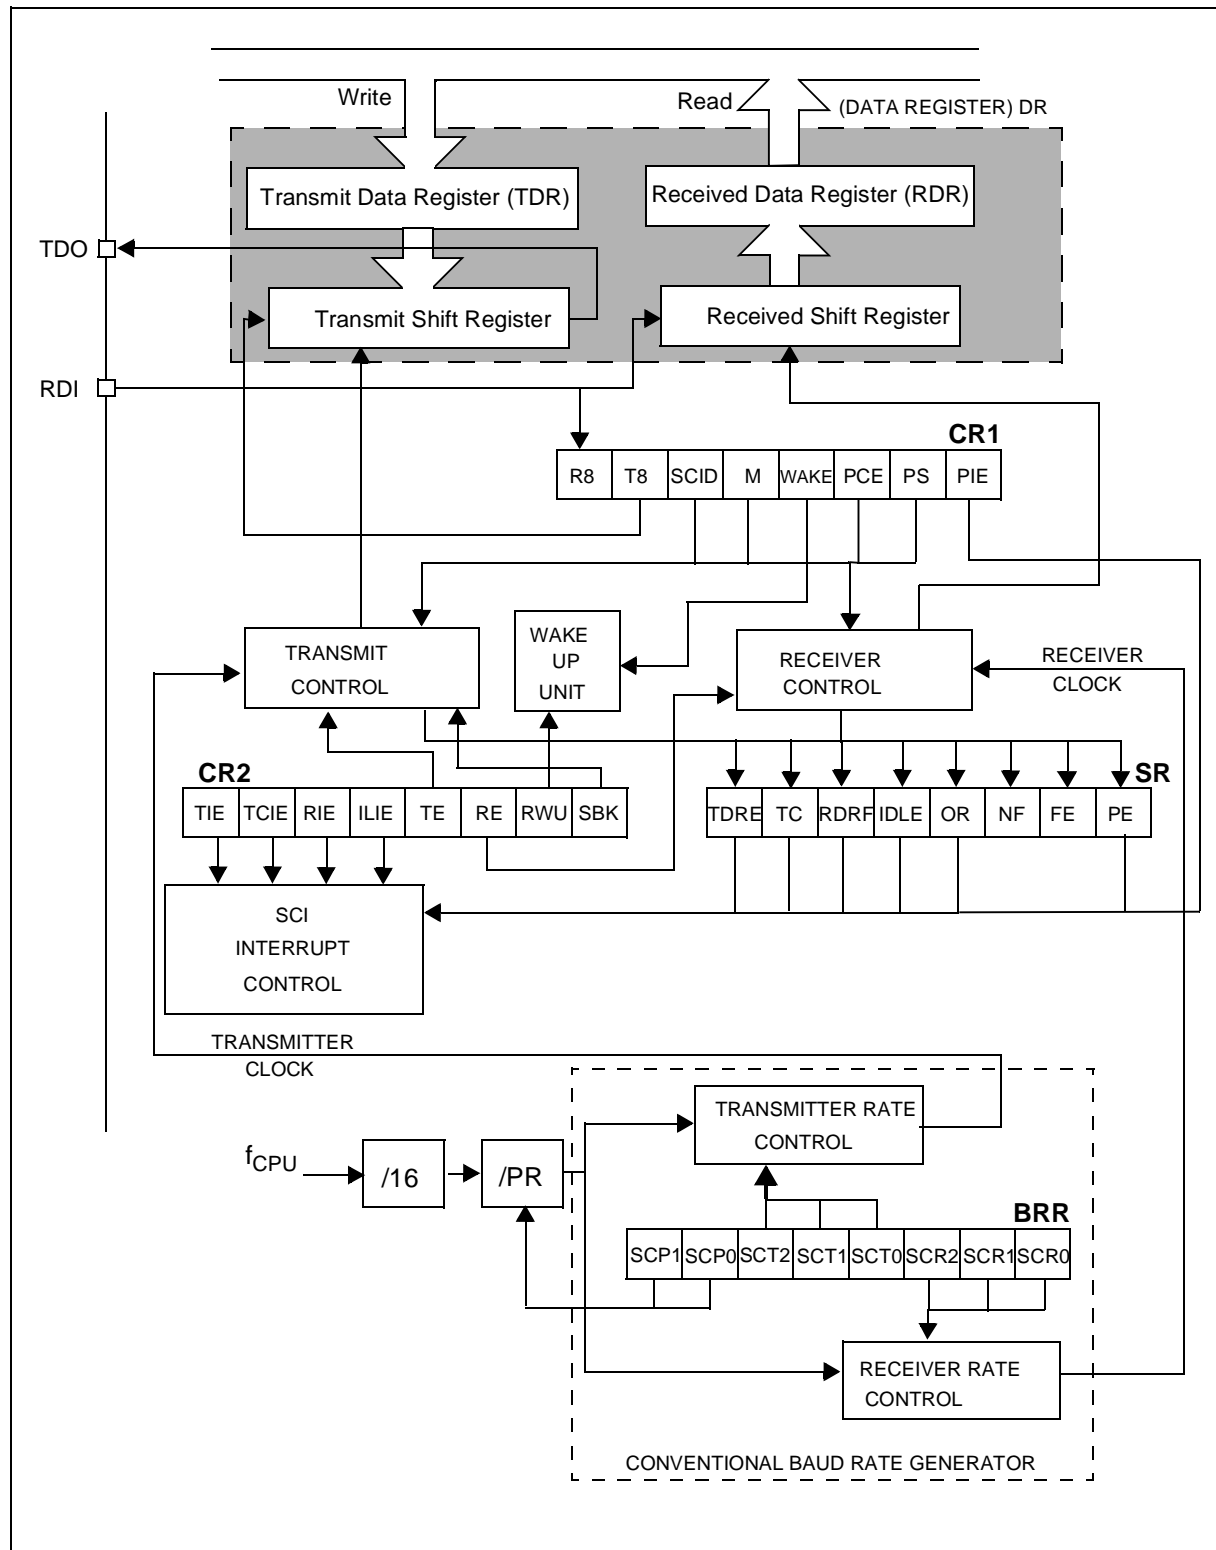 Write
Read
(DATA REGISTER) DR
Transmit Data Register (TDR)
Received Data Register (RDR)
TDO
Transmit Shift Register
Received Shift Register
RDI
CR1
R8 T8 SCID M WAKE PCE PS PIE
TRANSMIT
CONTROL
WAKE
UP
UNIT
RECEIVER
CONTROL
RECEIVER
CLOCK
CR2
SR
TIE TCIE RIE ILIE TE RE RWU SBK
TDRE TC RDRF IDLE OR NF FE PE
SCI
INTERRUPT
CONTROL
TRANSMITTER
CLOCK
TRANSMITTER RATE
CONTROL
fCPU
/16
/PR
BRR
SCP1 SCP0 SCT2 SCT1 SCT0 SCR2 SCR1 SCR0
RECEIVER RATE
CONTROL
CONVENTIONAL BAUD RATE GENERATOR